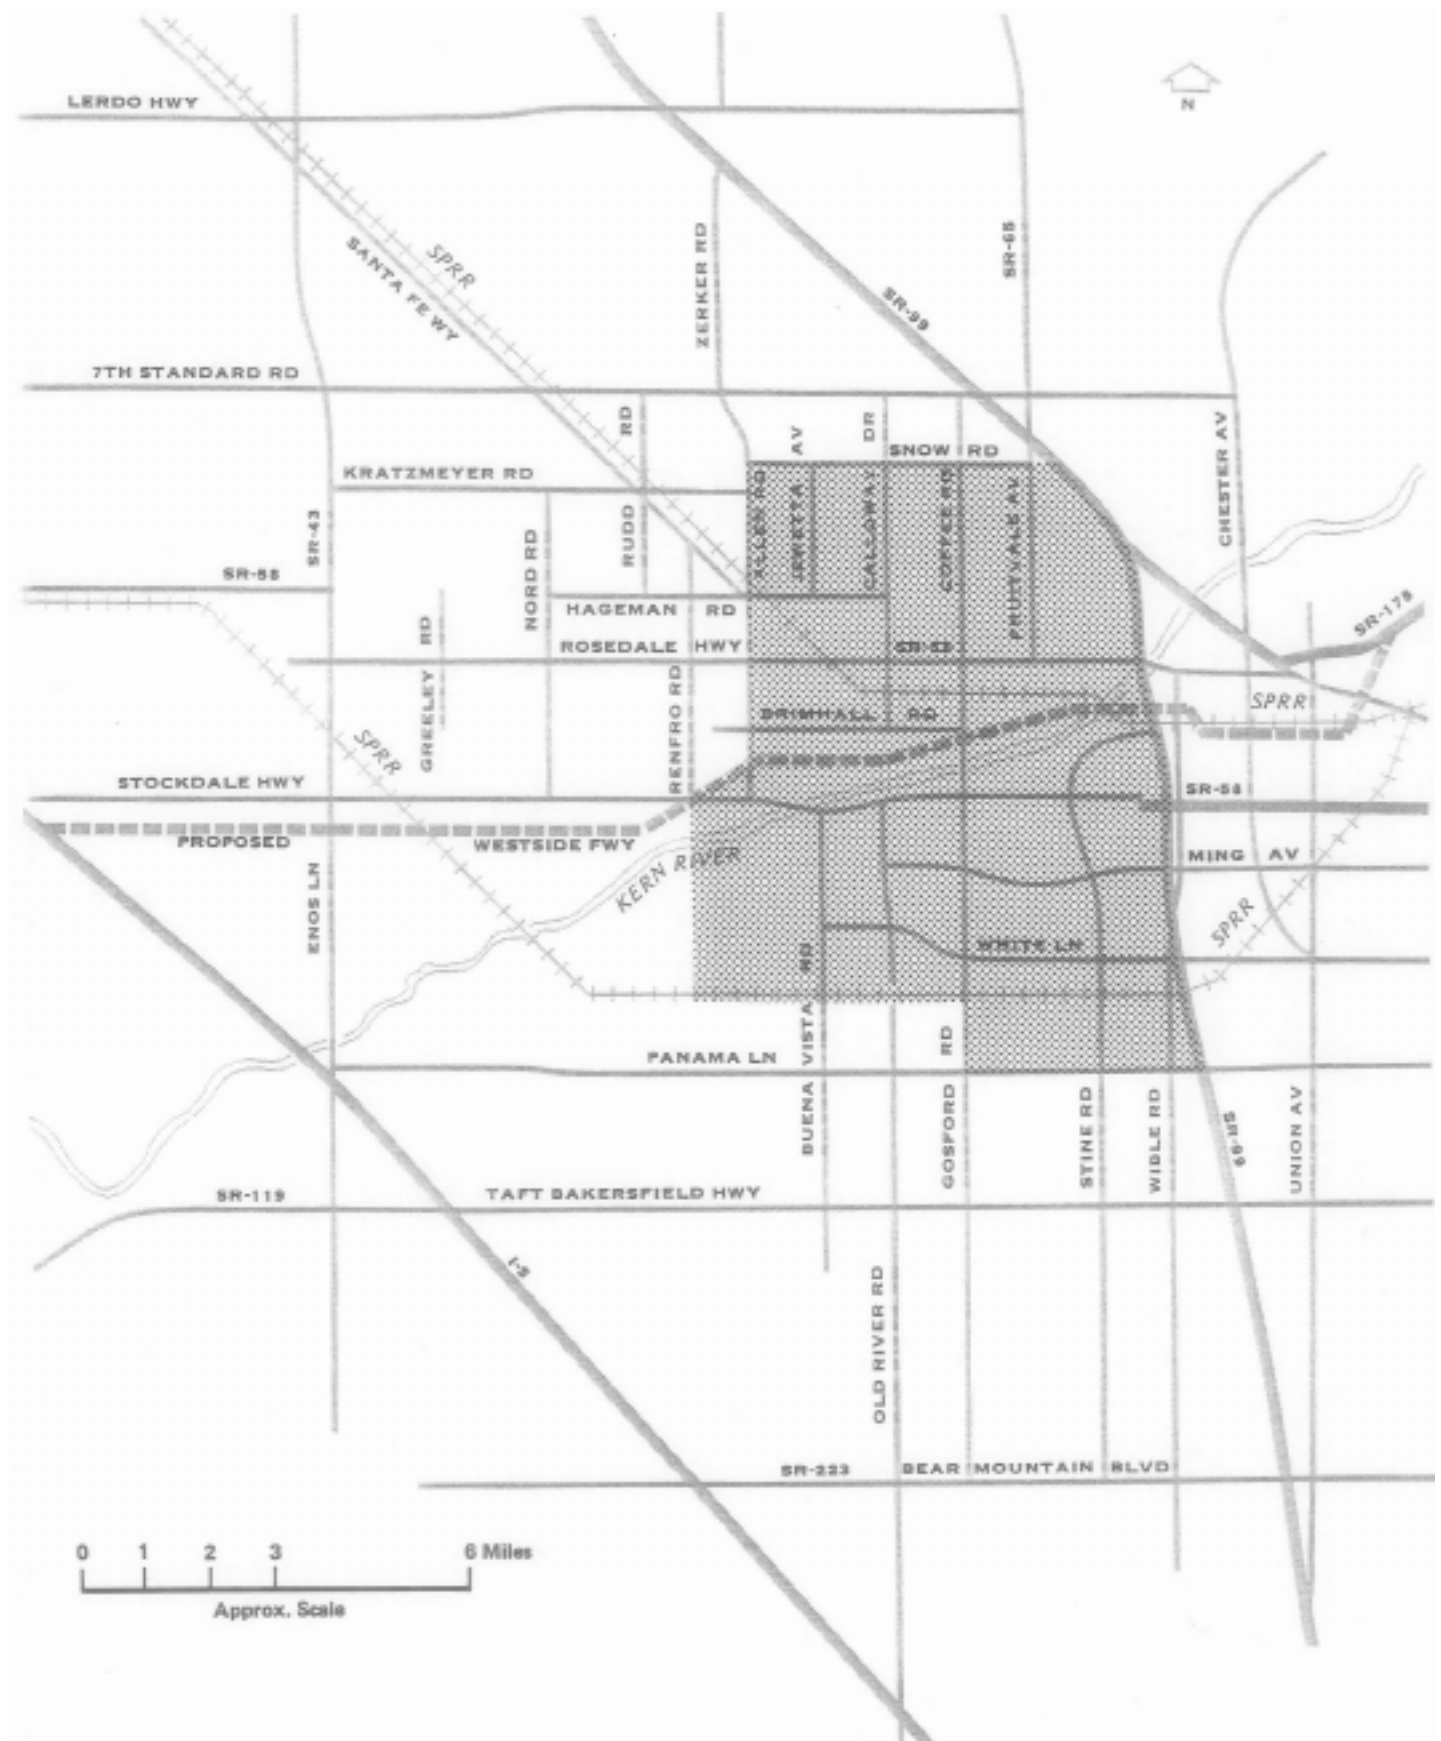 N
LERDO HWY
SPRR
SANTA FE WY
ZERKER RD
SR-65
SR-99
7TH STANDARD RD
RD
AV
DR
SNOW RD
CHESTER AV
KRATZMEYER RD
ALLEN RD
JEWETTA
CALLOWAY
COFFEE RD
FRUITVALE AV
SR-43
NORD RD
RUDD
SR-58
HAGEMAN RD
GREELEY RD
ROSEDALE HWY
SR-58
SR-178
RENFRO RD
SPRR
BRIMHALL RD
SPRR
STOCKDALE HWY
SR-58
PROPOSED WESTSIDE FWY
KERN RIVER
MING AV
ENOS LN
SPRR
WHITE LN
BUENA VISTA RD
PANAMA LN
GOSFORD RD
STINE RD
WIBLE RD
SR-99
UNION AV
SR-119
TAFT BAKERSFIELD HWY
I-5
OLD RIVER RD
SR-223
BEAR MOUNTAIN BLVD
0 1 2 3 6 Miles
Approx. Scale